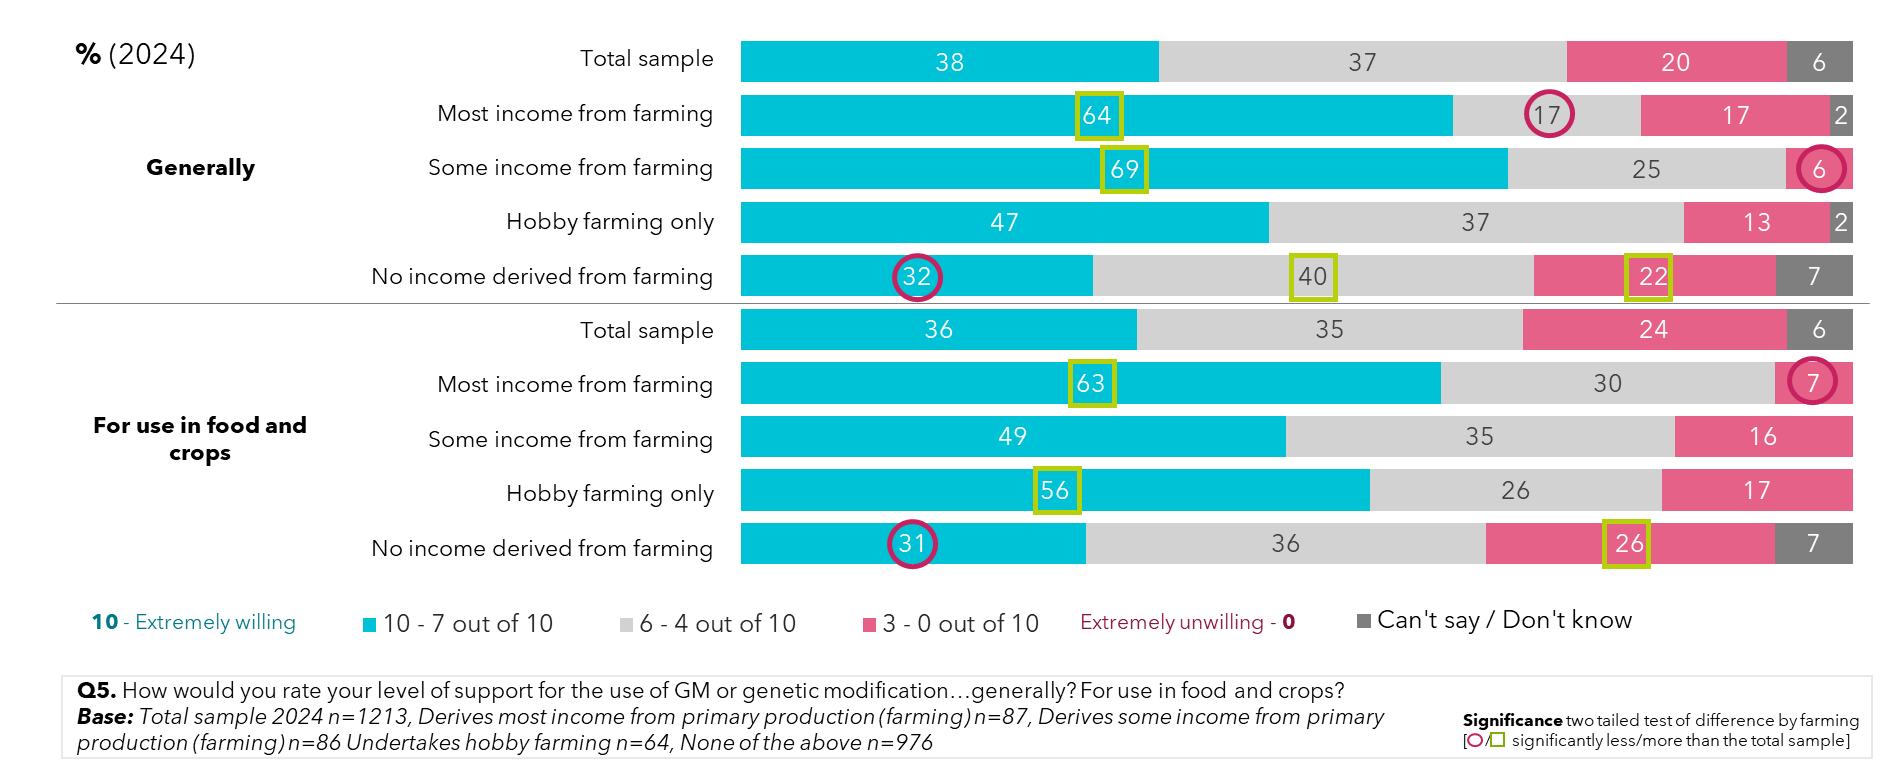 % (2024)
Generally
Total sample 38 37 20 6
Most income from farming 64 17 17 2
Some income from farming 69 25 6
Hobby farming only 47 37 13 2
No income derived from farming 32 40 22 7
For use in food and
crops
Total sample 36 35 24 6
Most income from farming 63 30 7
Some income from farming 49 35 16
Hobby farming only 56 26 17
No income derived from farming 31 36 26 7
10 - Extremely willing 10 - 7 out of 10 6 - 4 out of 10 3 - 0 out of 10 Extremely unwilling - 0 Can't say / Don't know
Q5. How would you rate your level of support for the use of GM or genetic modification…generally? For use in food and crops?
Base: Total sample 2024 n=1213, Derives most income from primary production (farming) n=87, Derives some income from primary
production (farming) n=86 Undertakes hobby farming n=64, None of the above n=976
Significance two tailed test of difference by farming
[○/□ significantly less/more than the total sample]